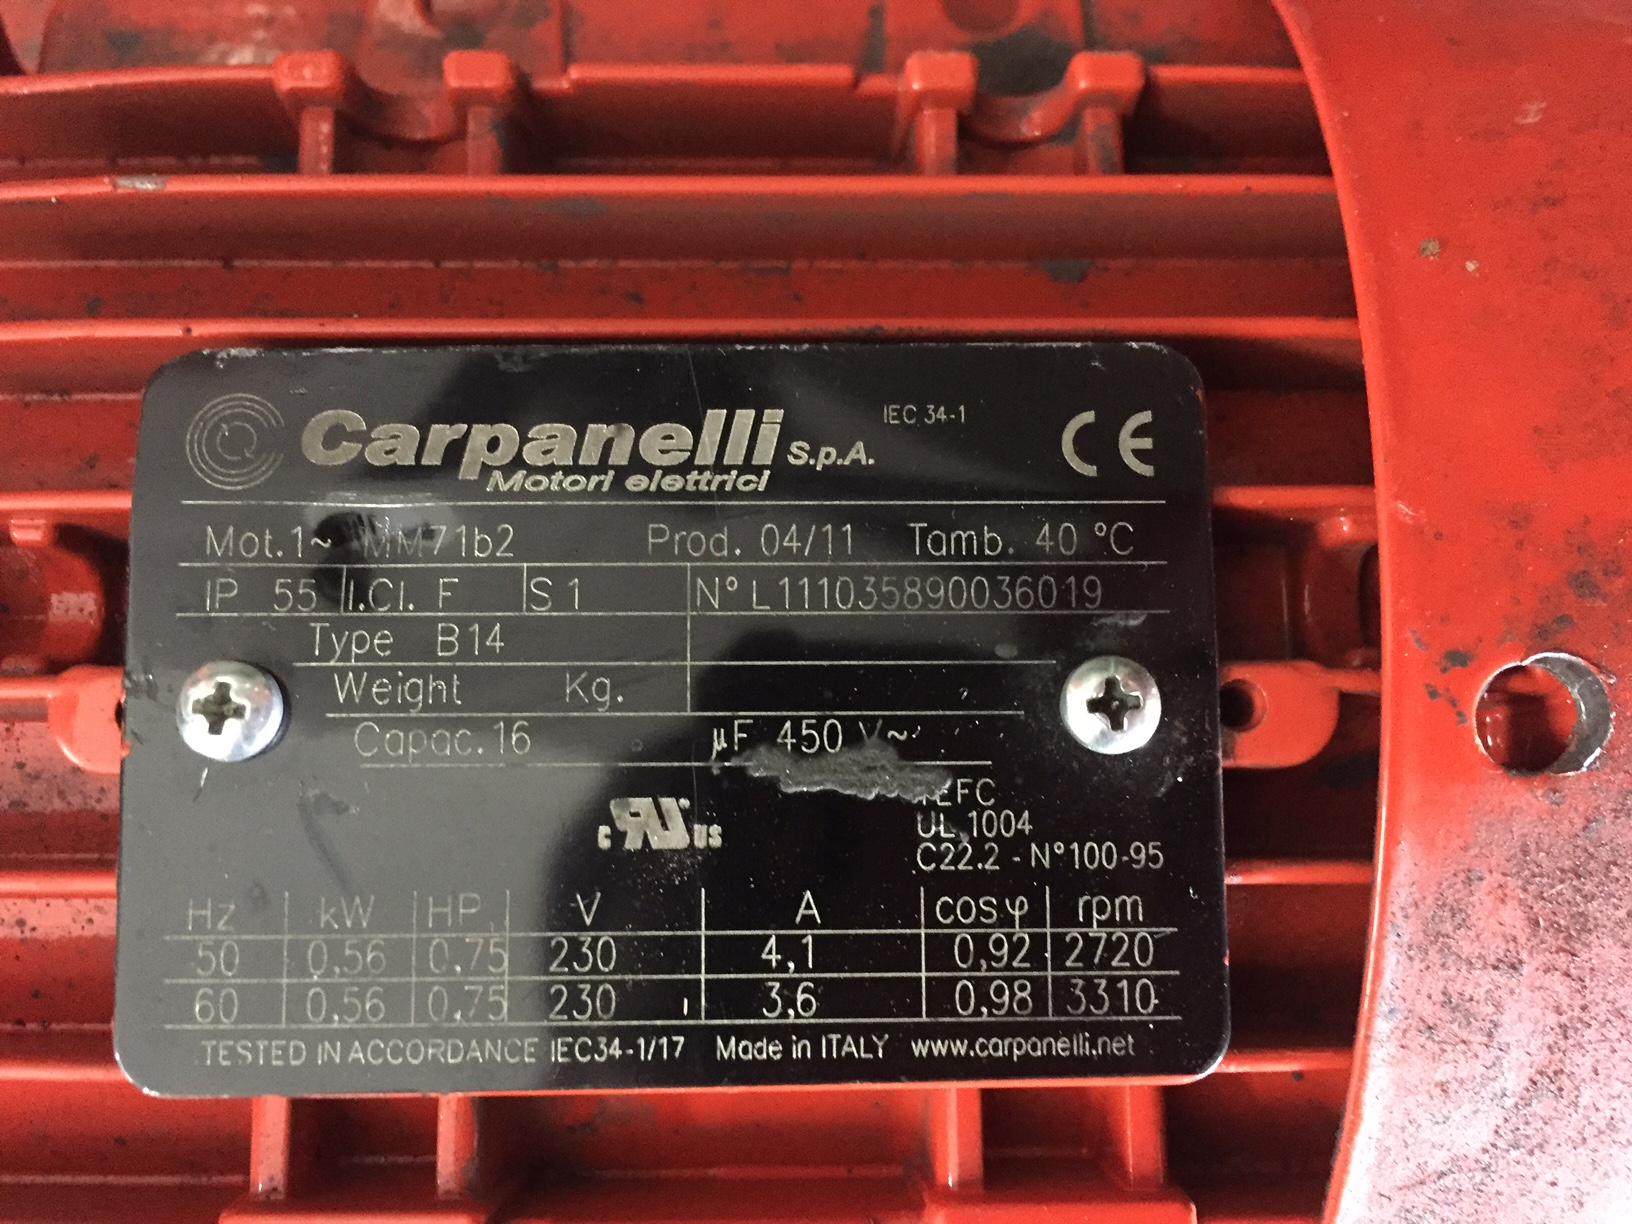 Carpanelli S.p.A. IEC 34-1 CE
Motori elettrici
Mot.1~ MM71b2 Prod. 04/11 Tamb. 40 °C
IP 55 I.Cl. F S1 N° L111035890036019
Type B14
Weight Kg.
Capac. 16 µF 450 V~
TEFC
c RU US UL 1004
C22.2 - N°100-95
Hz kW HP V A cosφ rpm
50 0,56 0,75 230 4,1 0,92 2720
60 0,56 0,75 230 3,6 0,98 3310
TESTED IN ACCORDANCE IEC34-1/17 Made in ITALY www.carpanelli.net